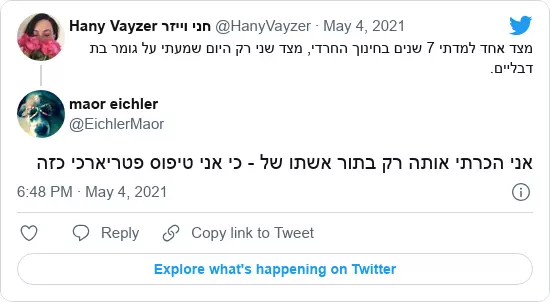 Hany Vayzer חני וייזר @HanyVayzer · May 4, 2021
מצד אחד למדתי 7 שנים בחינוך החרדי, מצד שני רק היום שמעתי על גומר בת
דבליים.
maor eichler
@EichlerMaor
אני הכרתי אותה רק בתור אשתו של - כי אני טיפוס פטריארכי כזה
6:48 PM · May 4, 2021
Reply
Copy link to Tweet
Explore what's happening on Twitter